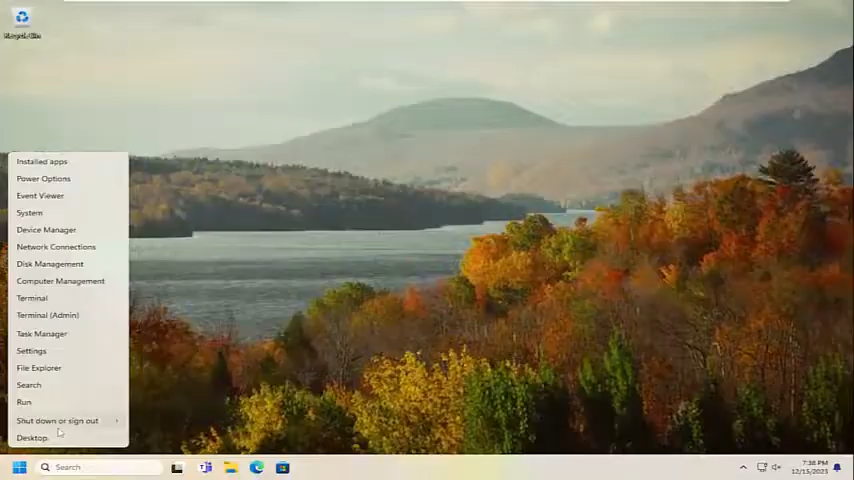 Recycle Bin
Installed apps
Power Options
Event Viewer
System
Device Manager
Network Connections
Disk Management
Computer Management
Terminal
Terminal (Admin)
Task Manager
Settings
File Explorer
Search
Run
Shut down or sign out
Desktop
Search
7:38 PM
12/15/2023